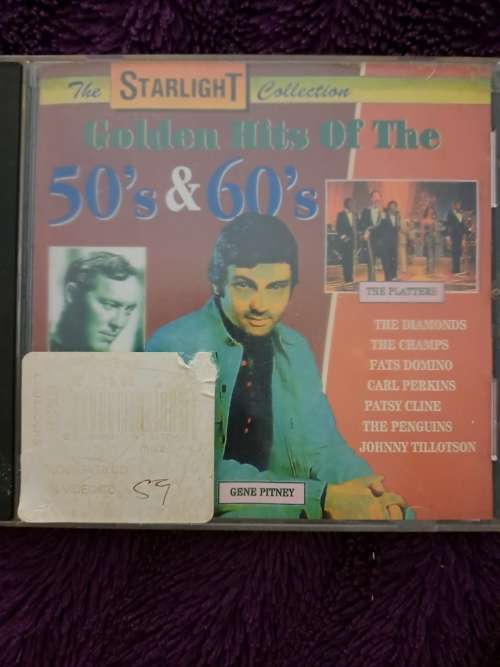 The STARLIGHT Collection
Golden Hits Of The
50's & 60's
THE PLATTERS
THE DIAMONDS
THE CHAMPS
FATS DOMINO
CARL PERKINS
PATSY CLINE
THE PENGUINS
JOHNNY TILLOTSON
GENE PITNEY
59